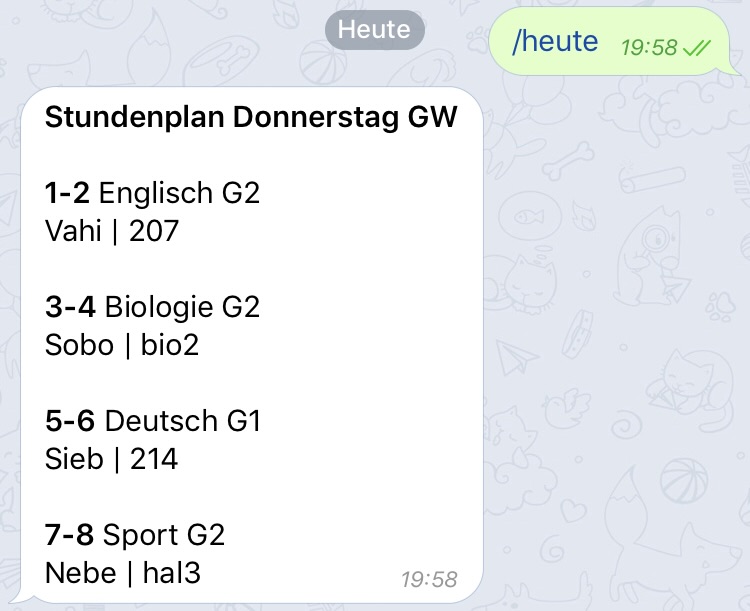 Heute
/heute 19:58
Stundenplan Donnerstag GW
1-2 Englisch G2
Vahi | 207
3-4 Biologie G2
Sobo | bio2
5-6 Deutsch G1
Sieb | 214
7-8 Sport G2
Nebe | hal3
19:58